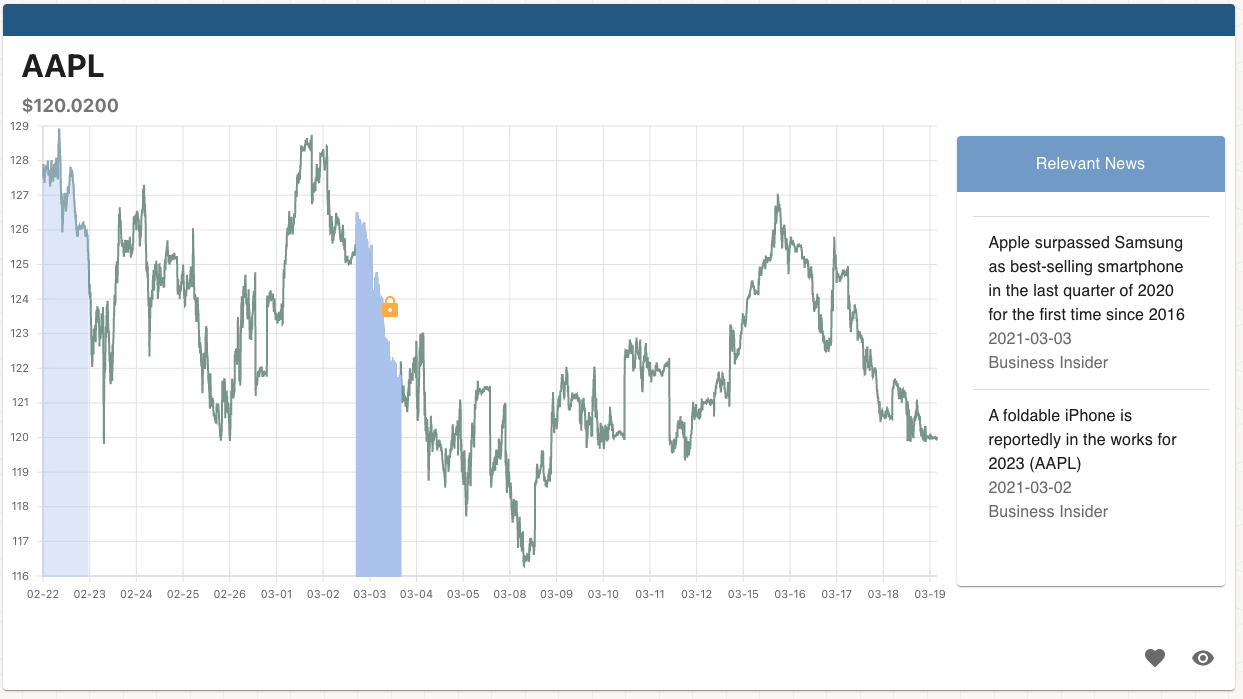 AAPL
$120.0200
129
128
127
126
125
124
123
122
121
120
119
118
117
116
02-22 02-23 02-24 02-25 02-26 03-01 03-02 03-03 03-04 03-05 03-08 03-09 03-10 03-11 03-12 03-15 03-16 03-17 03-18 03-19
Relevant News
Apple surpassed Samsung
as best-selling smartphone
in the last quarter of 2020
for the first time since 2016
2021-03-03
Business Insider
A foldable iPhone is
reportedly in the works for
2023 (AAPL)
2021-03-02
Business Insider